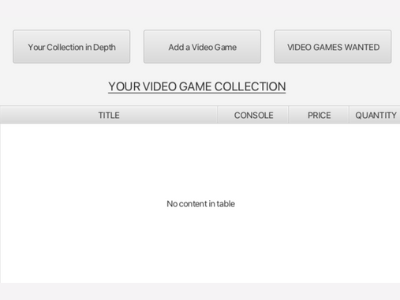 Your Collection in Depth
Add a Video Game
VIDEO GAMES WANTED
YOUR VIDEO GAME COLLECTION
TITLE
CONSOLE
PRICE
QUANTITY
No content in table